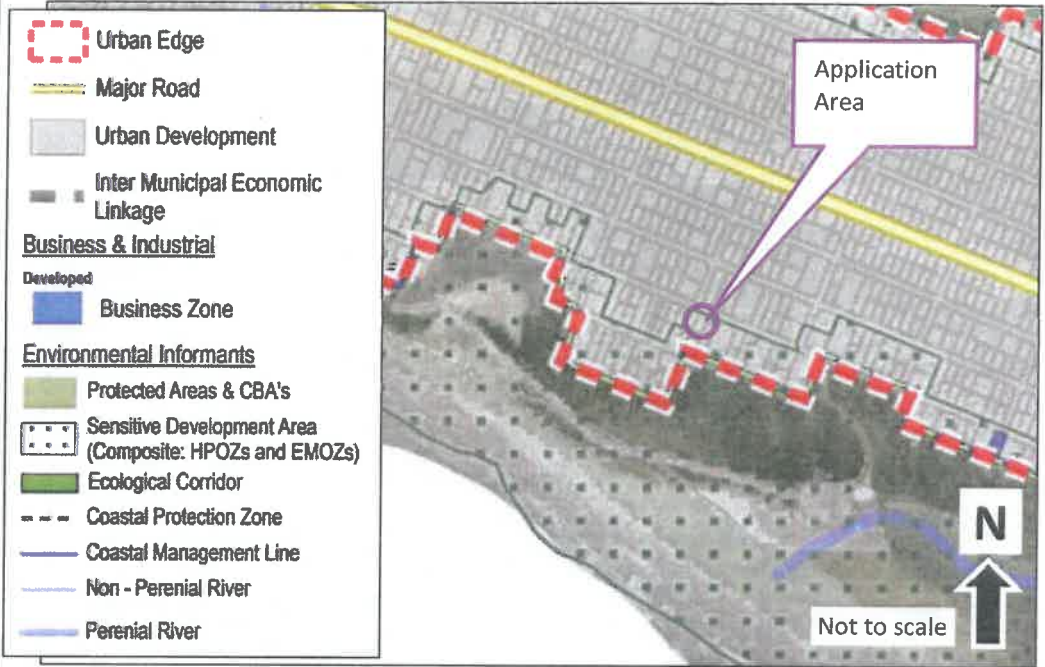 Urban Edge
Major Road
Urban Development
Inter Municipal Economic
Linkage
Business & Industrial
Developed
Business Zone
Environmental Informants
Protected Areas & CBA's
Sensitive Development Area
(Composite: HPOZs and EMOZs)
Ecological Corridor
Coastal Protection Zone
Coastal Management Line
Non - Perenial River
Perenial River
Application
Area
N
Not to scale